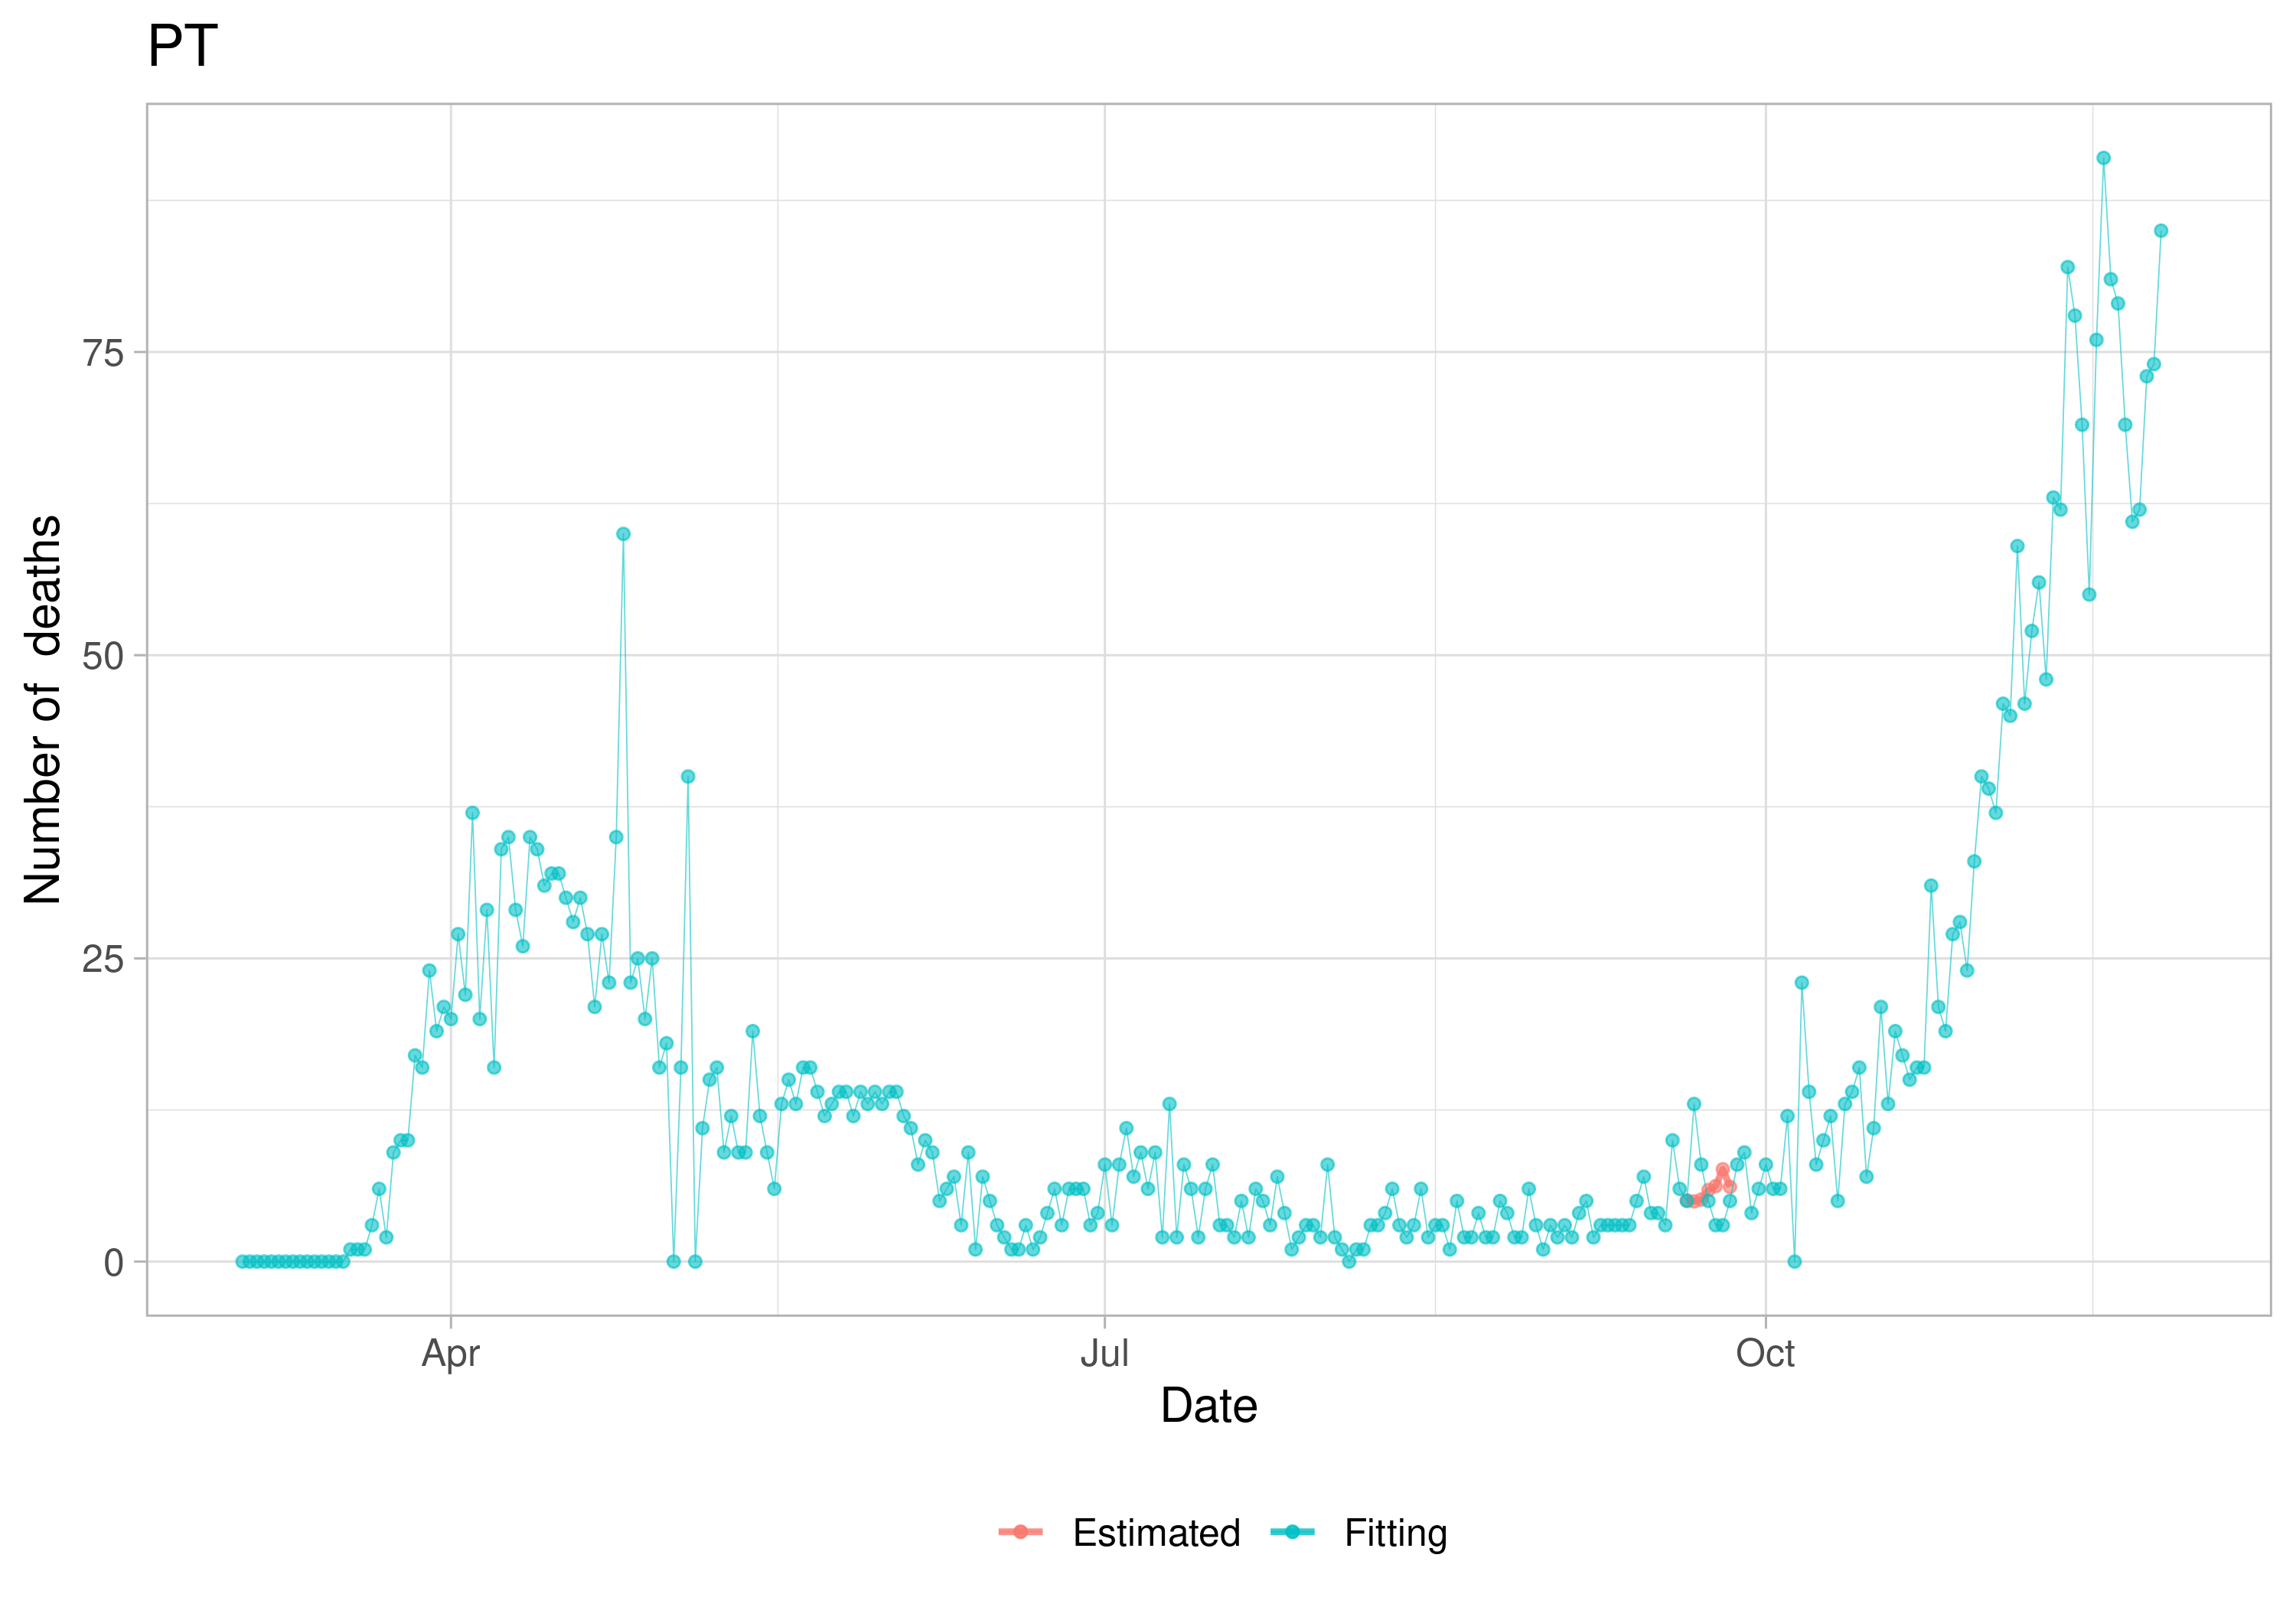 PT
Number of  deaths
75
50
25
0
Apr Jul Oct
Date
Estimated Fitting